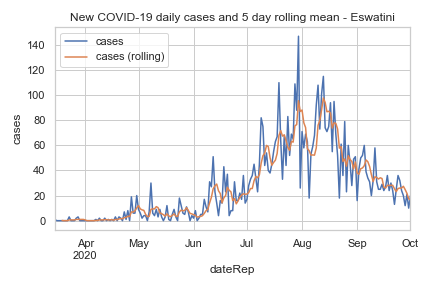 New COVID-19 daily cases and 5 day rolling mean - Eswatini
cases
cases (rolling)
140
120
100
80
60
40
20
0
cases
Apr
2020
May
Jun
Jul
Aug
Sep
Oct
dateRep